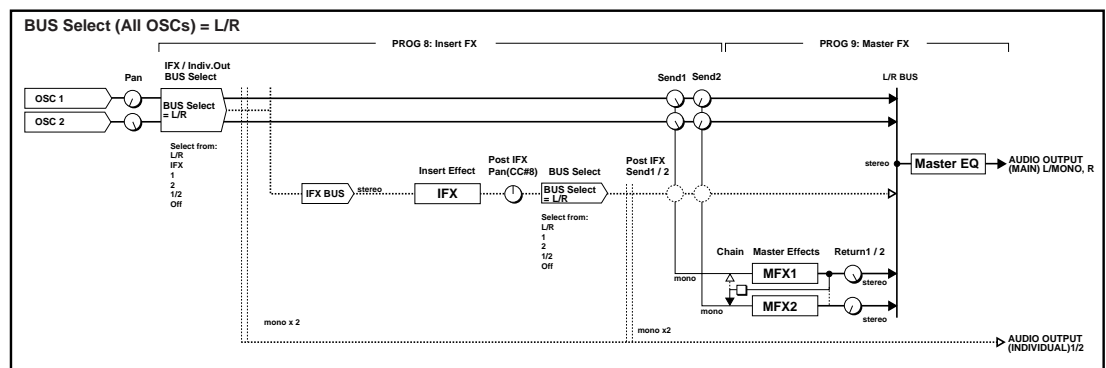 BUS Select (All OSCs) = L/R
PROG 8: Insert FX
PROG 9: Master FX
IFX / Indiv.Out
BUS Select
Pan
Send1
Send2
L/R BUS
OSC 1
OSC 2
BUS Select
= L/R
Select from:
L/R
IFX
1
2
1/2
Off
IFX BUS
stereo
Insert Effect
IFX
Post IFX
Pan(CC#8)
BUS Select
BUS Select
= L/R
Select from:
L/R
1
2
1/2
Off
Post IFX
Send1 / 2
stereo
Master EQ
AUDIO OUTPUT
(MAIN) L/MONO, R
Chain
Master Effects
Return1 / 2
mono
MFX1
stereo
mono
MFX2
stereo
mono x 2
mono x2
AUDIO OUTPUT
(INDIVIDUAL)1/2